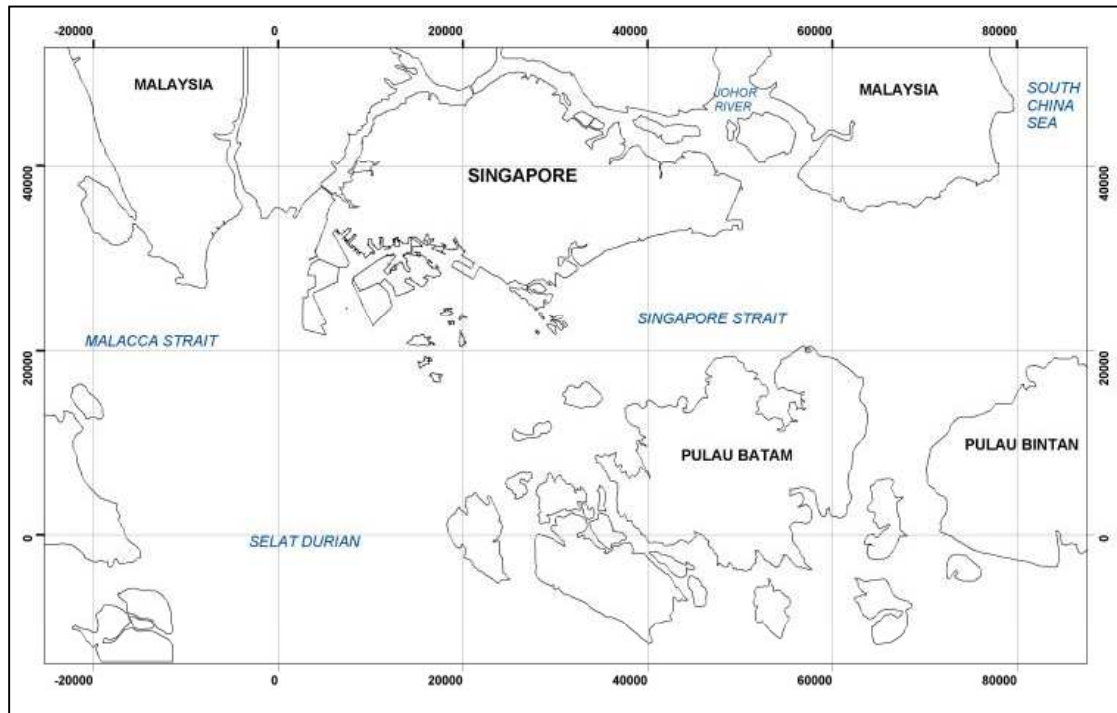 -20000 0 20000 40000 60000 80000
MALAYSIA
JOHOR
RIVER
MALAYSIA
SOUTH
CHINA
SEA
40000
SINGAPORE
40000
MALACCA STRAIT
SINGAPORE STRAIT
20000
20000
PULAU BATAM
PULAU BINTAN
0
SELAT DURIAN
0
-20000 0 20000 40000 60000 80000